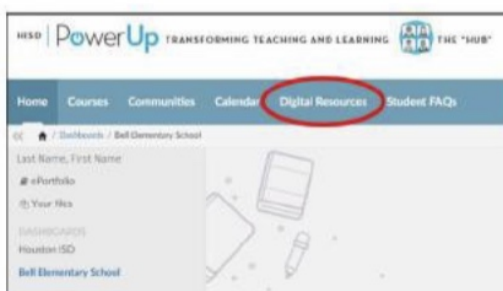 HISD PowerUp TRANSFORMING TEACHING AND LEARNING THE "HUB"
Home Courses Communities Calendar Digital Resources Student FAQs
/ Dashboards / Bell Elementary School
Last Name, First Name
ePortfolio
Your files
DASHBOARDS
Houston ISD
Bell Elementary School